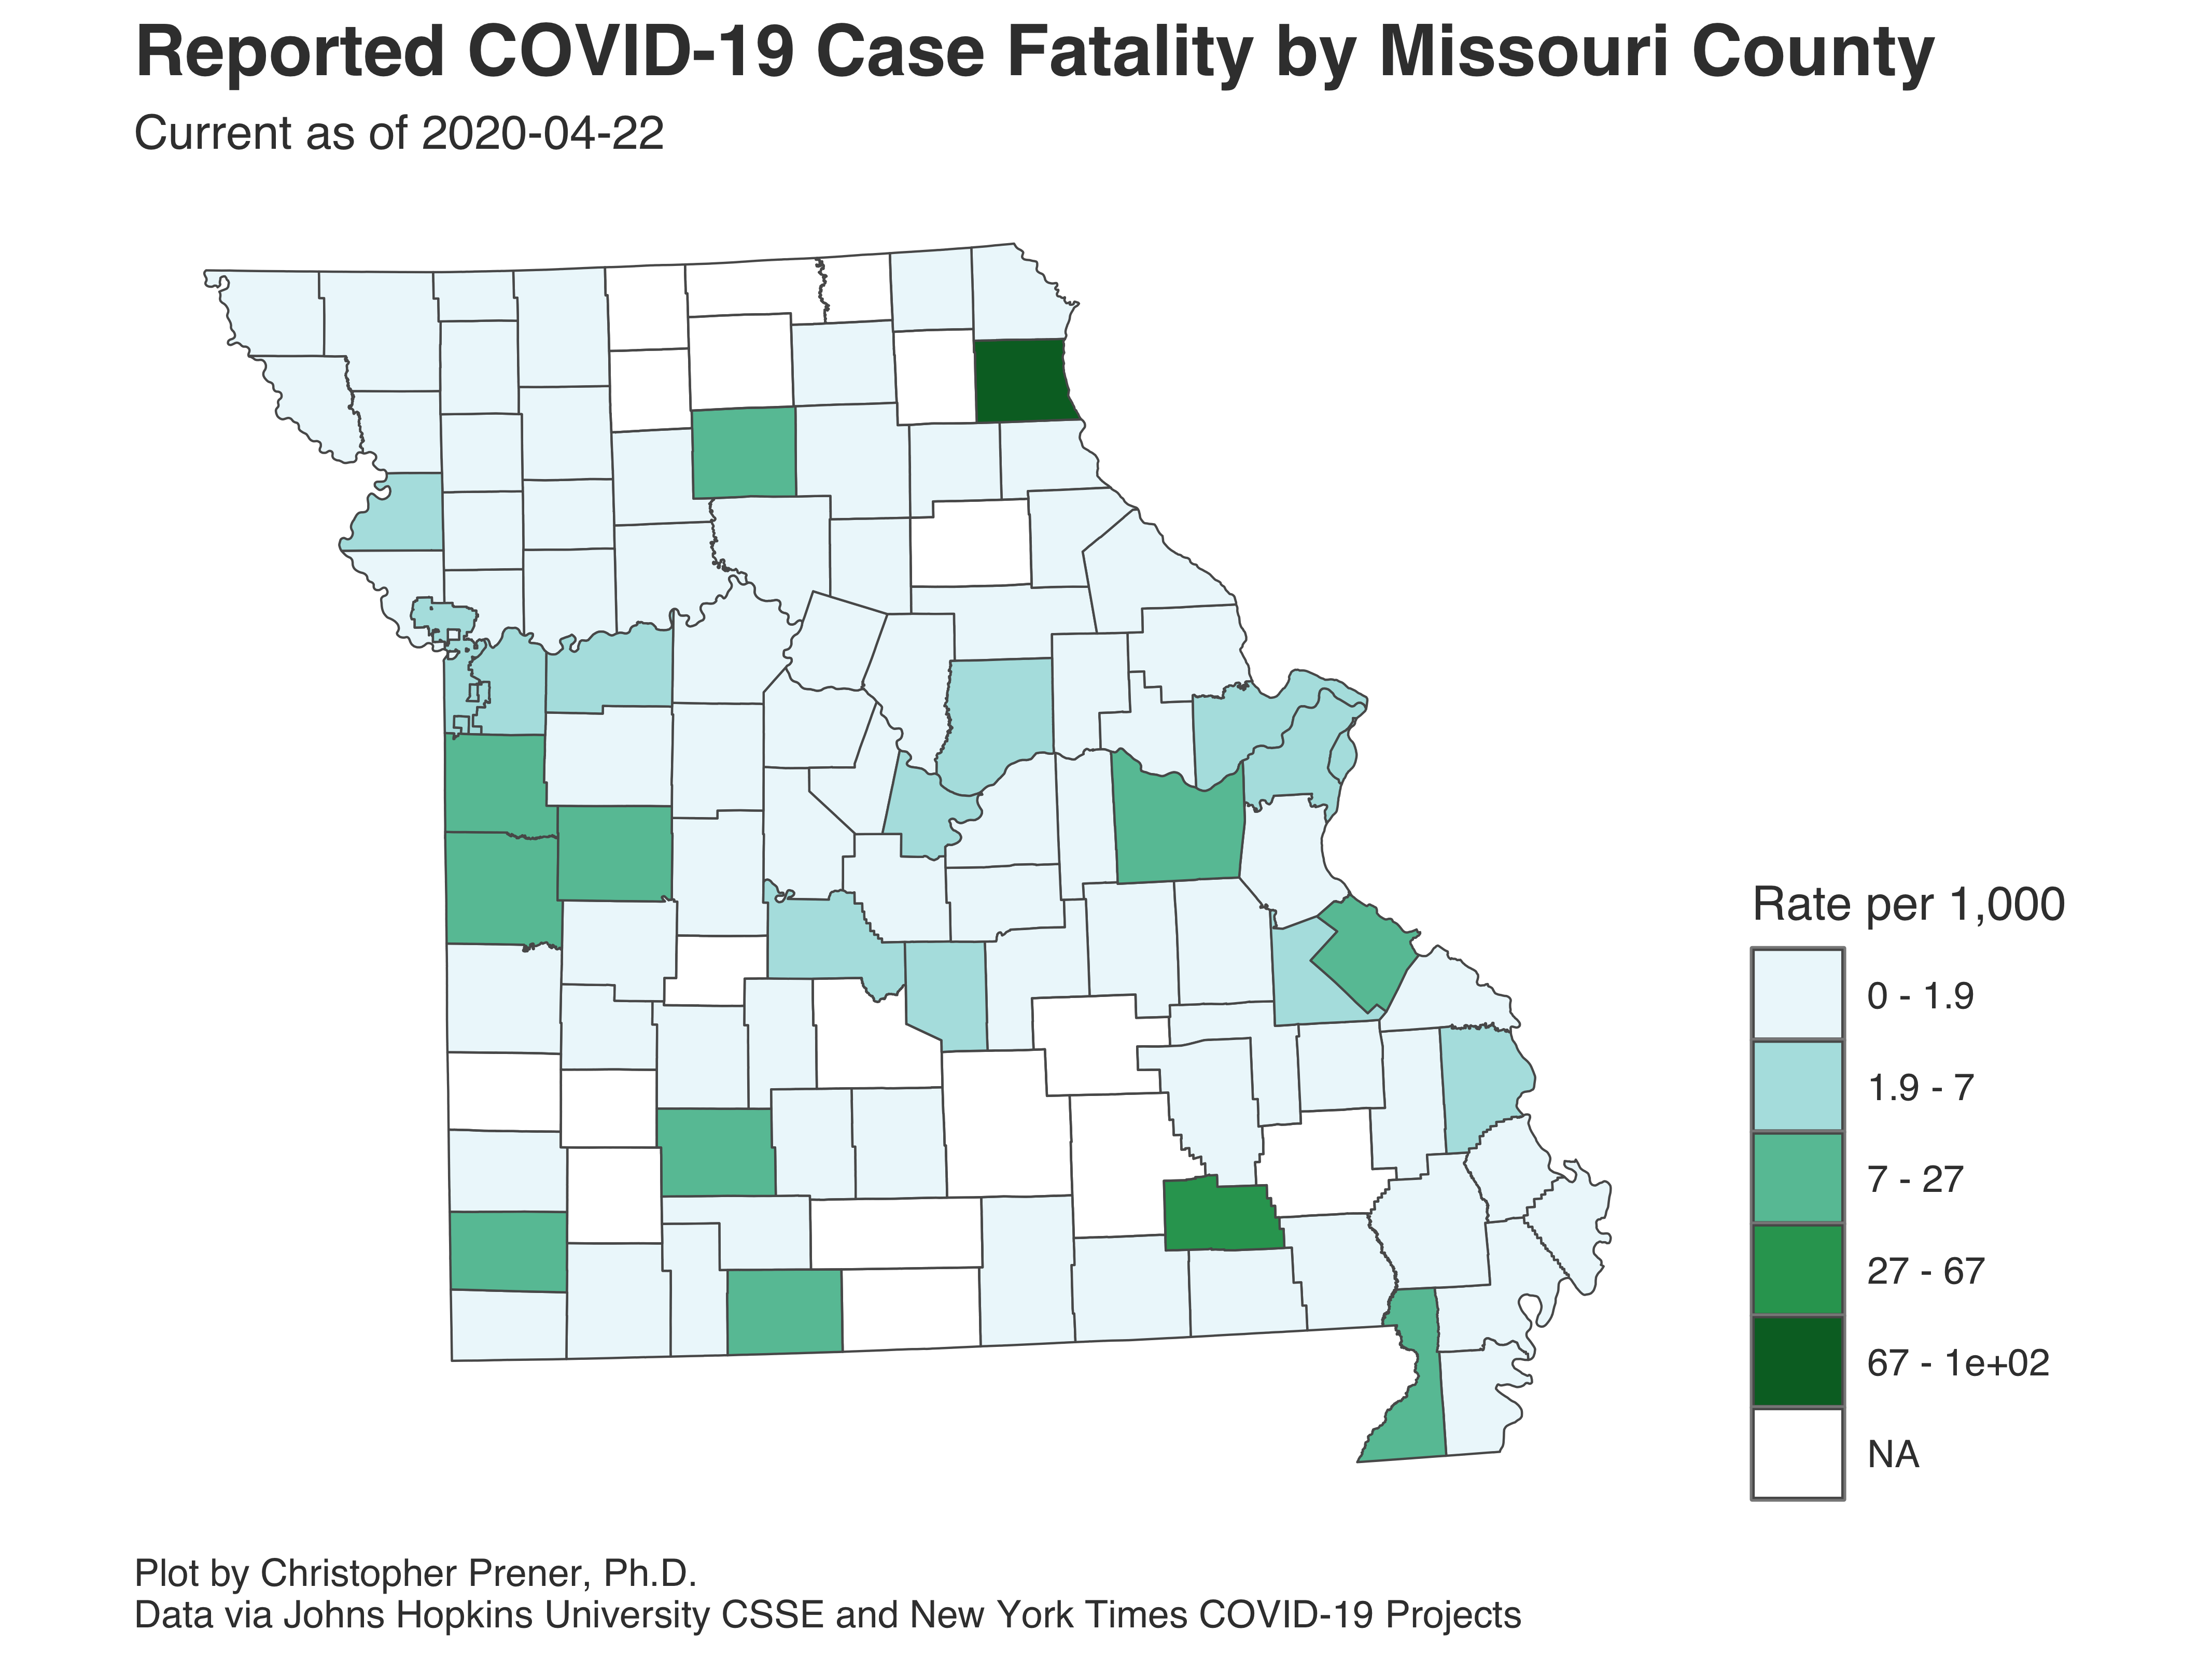 Reported COVID-19 Case Fatality by Missouri County
Current as of 2020-04-22
Rate per 1,000
0 - 1.9
1.9 - 7
7 - 27
27 - 67
67 - 1e+02
NA
Plot by Christopher Prener, Ph.D.
Data via Johns Hopkins University CSSE and New York Times COVID-19 Projects